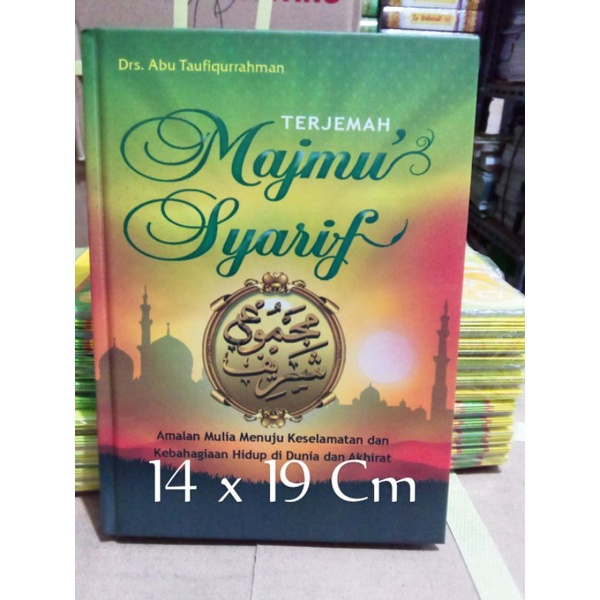 Drs. Abu Taufiqurrahman
TERJEMAH
Majmu'
Syarif
مجموع
شريف
Amalan Mulia Menuju Keselamatan dan
Kebahagiaan Hidup di Dunia dan Akhirat
14 x 19 Cm